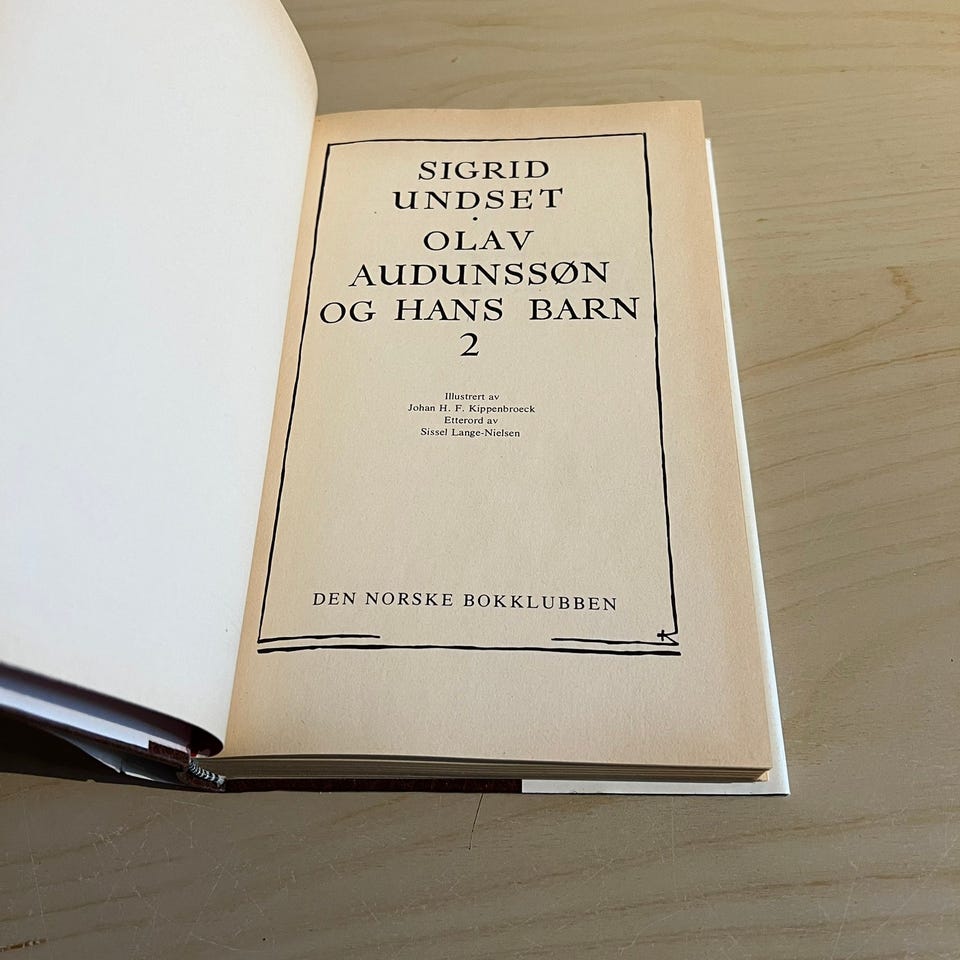 SIGRID
UNDSET
·
OLAV
AUDUNSSØN
OG HANS BARN
2
Illustrert av
Johan H. F. Kippenbroeck
Etterord av
Sissel Lange-Nielsen
DEN NORSKE BOKKLUBBEN